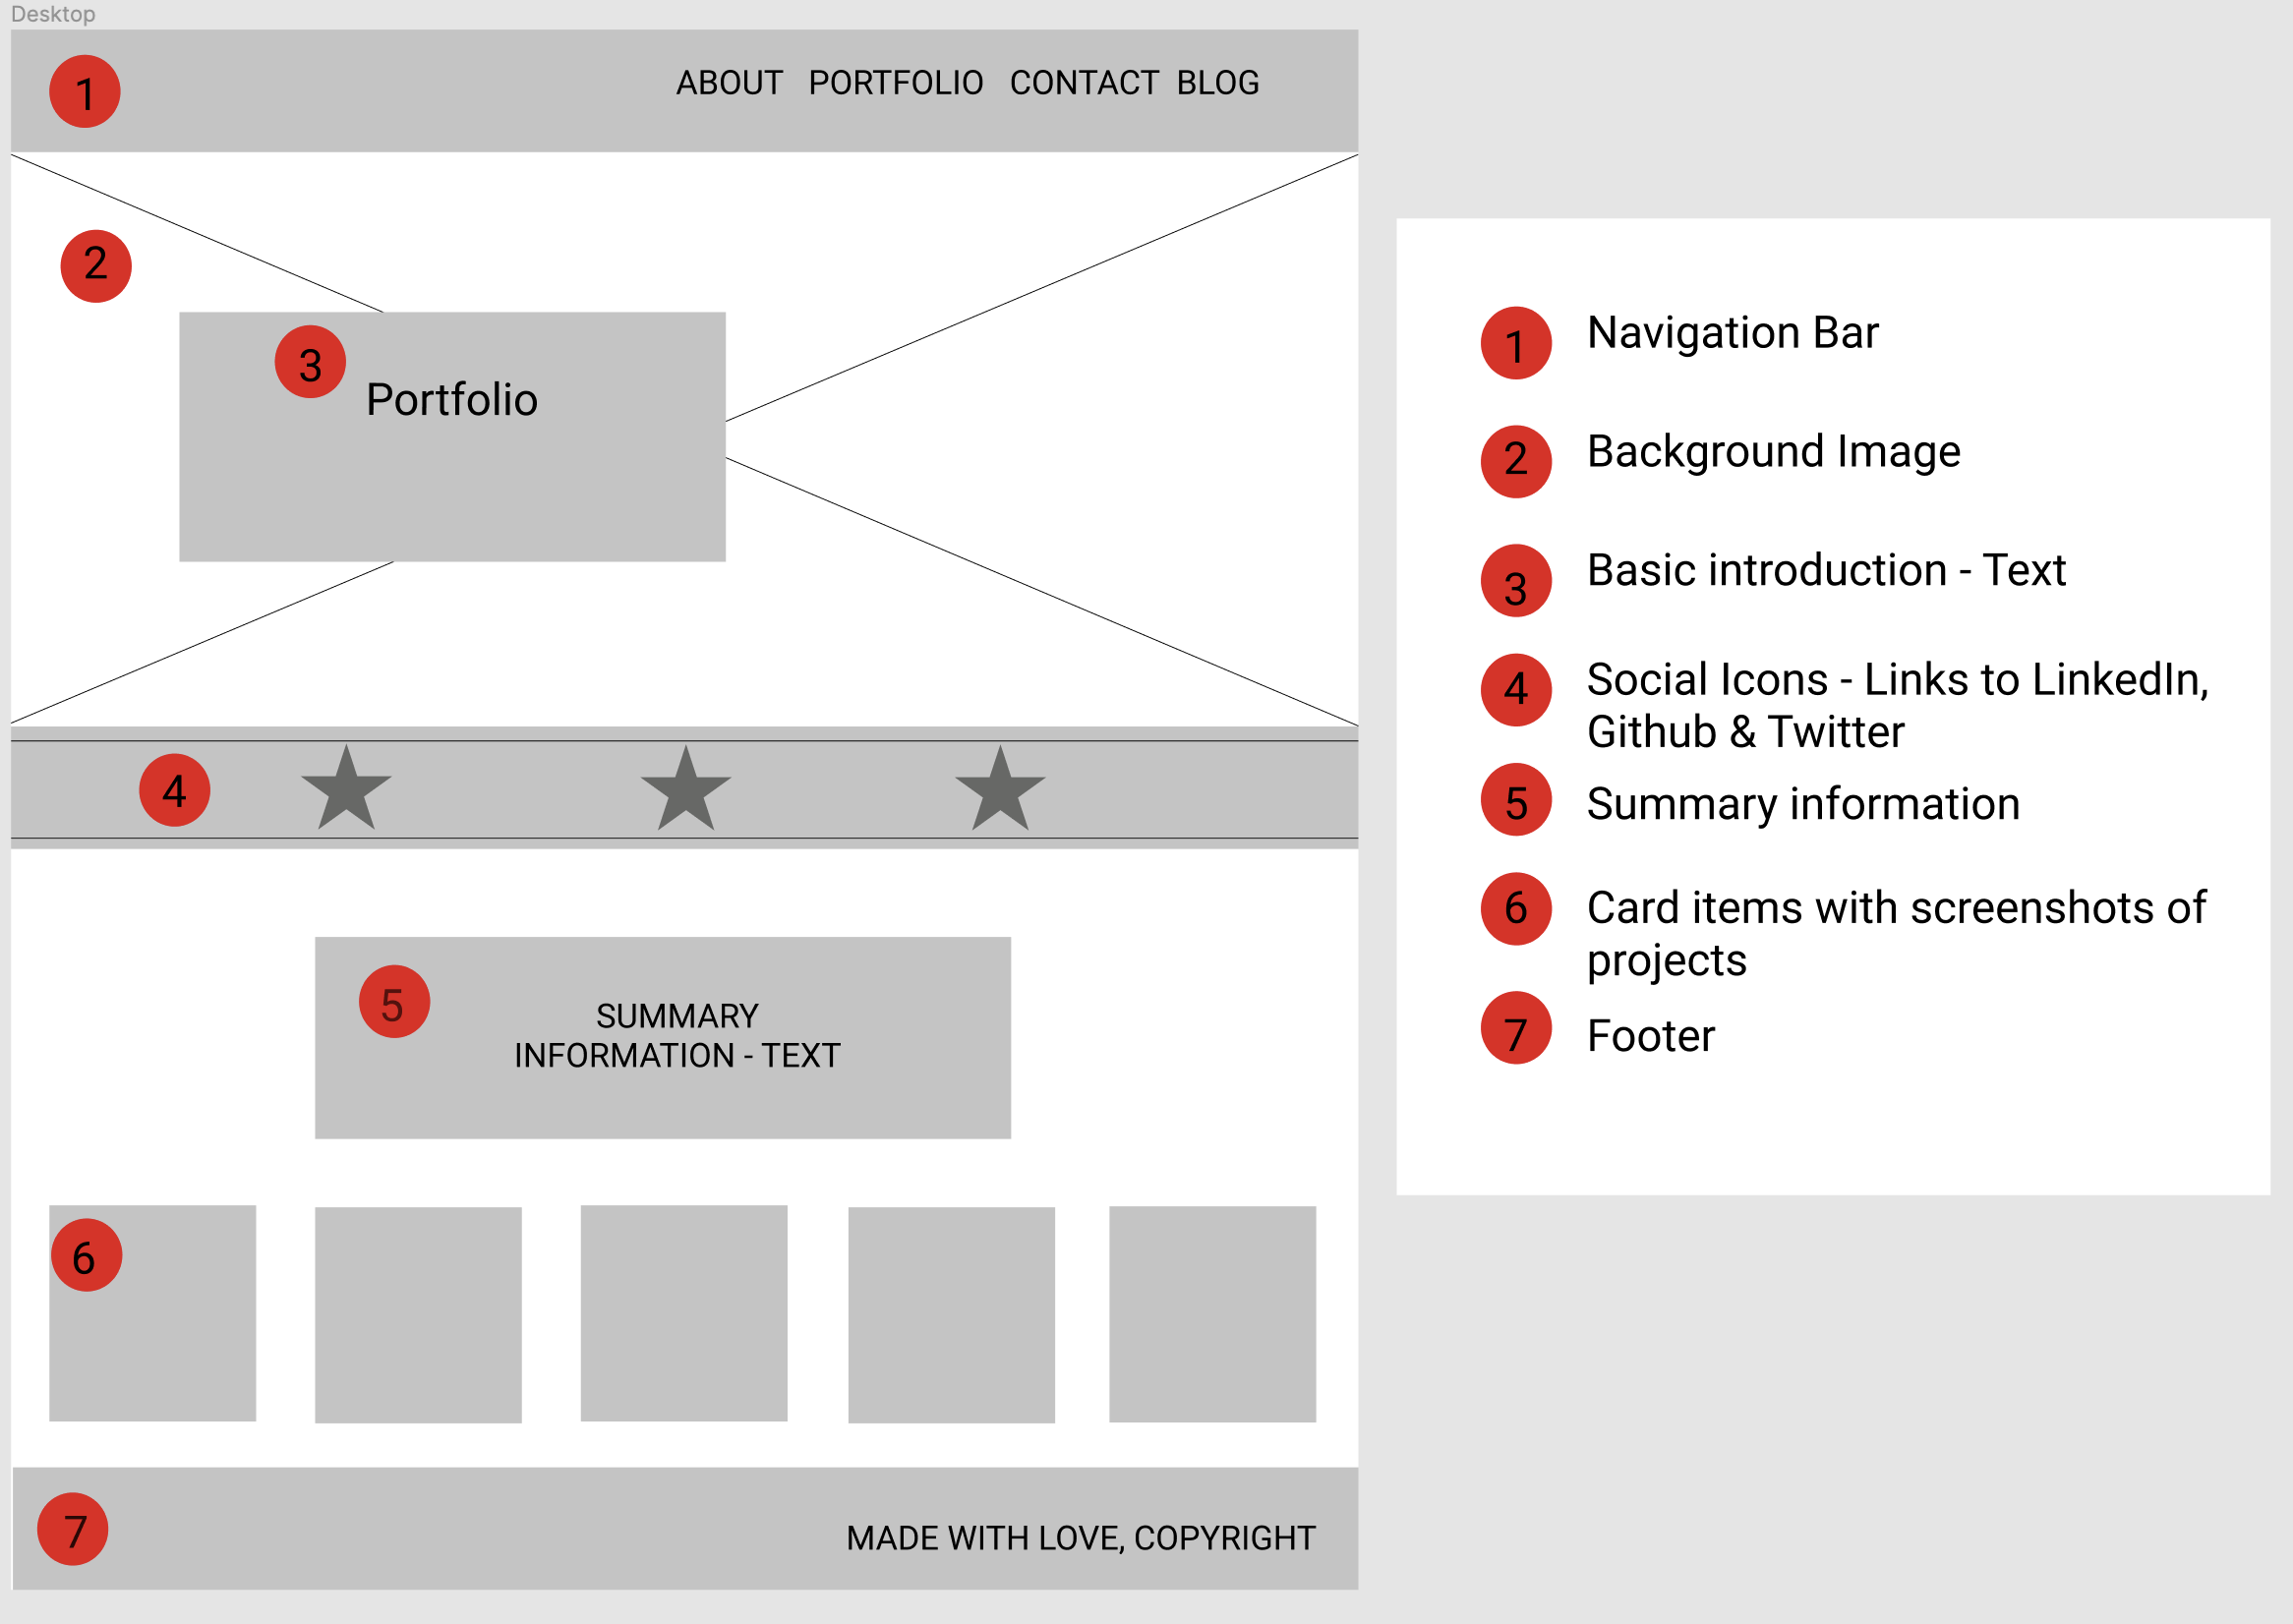 Desktop
1
ABOUT PORTFOLIO CONTACT BLOG
2
3
Portfolio
4
5
SUMMARY
INFORMATION - TEXT
6
7
MADE WITH LOVE, COPYRIGHT
1 Navigation Bar
2 Background Image
3 Basic introduction - Text
4 Social Icons - Links to LinkedIn,
Github & Twitter
5 Summary information
6 Card items with screenshots of
projects
7 Footer